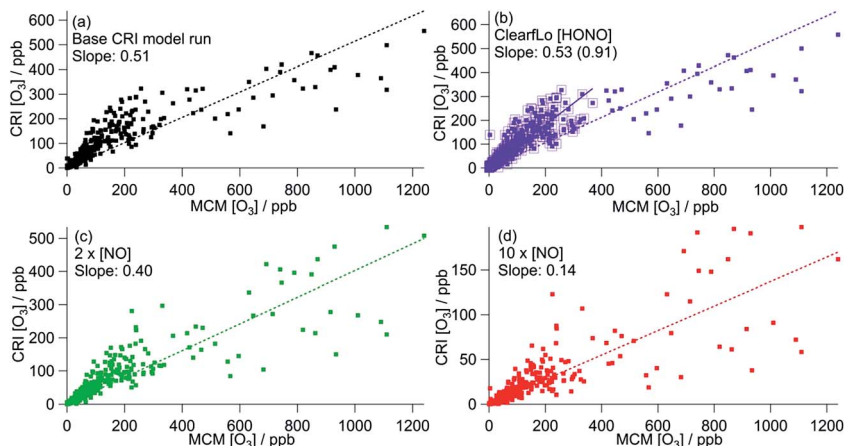 (a)
Base CRI model run
Slope: 0.51
CRI [O₃] / ppb
600
500
400
300
200
100
0
0 200 400 600 800 1000 1200
MCM [O₃] / ppb
(b)
ClearfLo [HONO]
Slope: 0.53 (0.91)
CRI [O₃] / ppb
600
500
400
300
200
100
0
0 200 400 600 800 1000 1200
MCM [O₃] / ppb
(c)
2 x [NO]
Slope: 0.40
CRI [O₃] / ppb
500
400
300
200
100
0
0 200 400 600 800 1000 1200
MCM [O₃] / ppb
(d)
10 x [NO]
Slope: 0.14
CRI [O₃] / ppb
150
100
50
0
0 200 400 600 800 1000 1200
MCM [O₃] / ppb